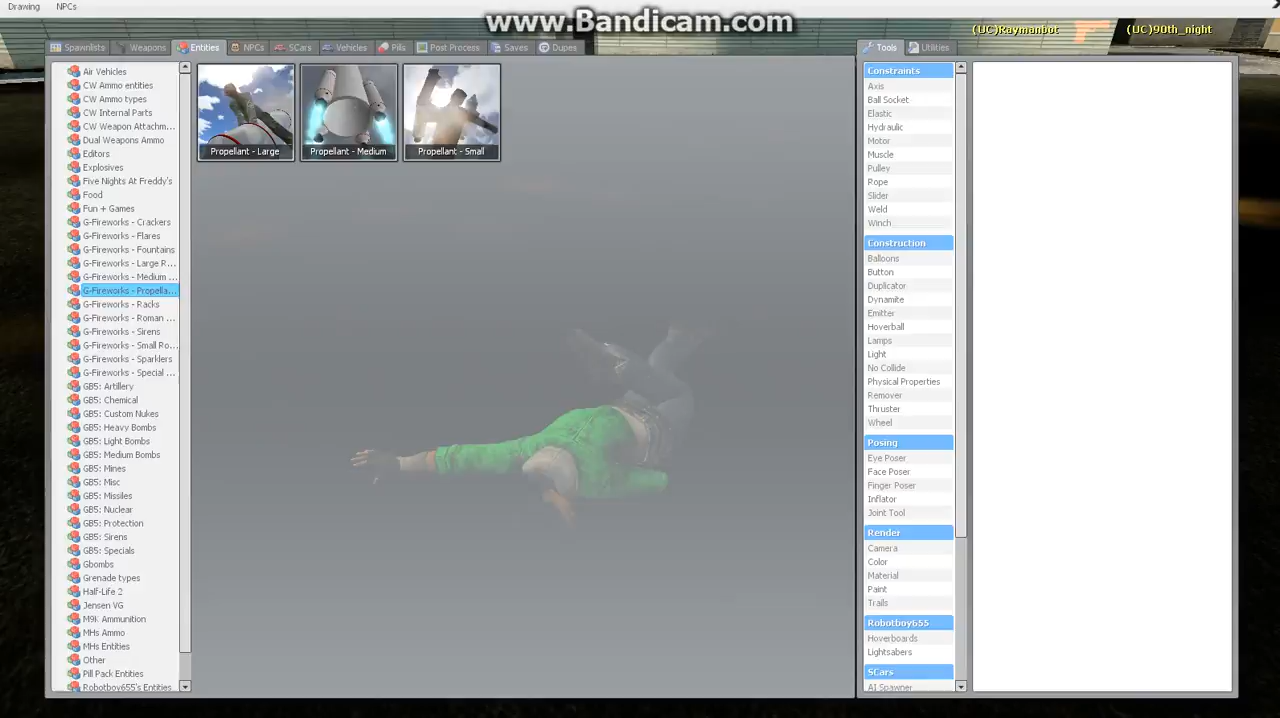 Drawing NPCs
www.Bandicam.com
(UC)Raymanbot
(UC)90th_night
Spawnlists Weapons Entities NPCs SCars Vehicles Pills Post Process Saves Dupes
Tools Utilities
Air Vehicles
CW Ammo entities
CW Ammo types
CW Internal Parts
CW Weapon Attachm...
Dual Weapons Ammo
Editors
Explosives
Five Nights At Freddy's
Food
Fun + Games
G-Fireworks - Crackers
G-Fireworks - Flares
G-Fireworks - Fountains
G-Fireworks - Large R...
G-Fireworks - Medium ...
G-Fireworks - Propella...
G-Fireworks - Racks
G-Fireworks - Roman ...
G-Fireworks - Sirens
G-Fireworks - Small Ro...
G-Fireworks - Sparklers
G-Fireworks - Special ...
GB5: Artillery
GB5: Chemical
GB5: Custom Nukes
GB5: Heavy Bombs
GB5: Light Bombs
GB5: Medium Bombs
GB5: Mines
GB5: Misc
GB5: Missiles
GB5: Nuclear
GB5: Protection
GB5: Sirens
GB5: Specials
Gbombs
Grenade types
Half-Life 2
Jensen VG
M9K Ammunition
MHs Ammo
MHs Entities
Other
Pill Pack Entities
Robotboy655's Entities
Propellant - Large
Propellant - Medium
Propellant - Small
Constraints
Axis
Ball Socket
Elastic
Hydraulic
Motor
Muscle
Pulley
Rope
Slider
Weld
Winch
Construction
Balloons
Button
Duplicator
Dynamite
Emitter
Hoverball
Lamps
Light
No Collide
Physical Properties
Remover
Thruster
Wheel
Posing
Eye Poser
Face Poser
Finger Poser
Inflator
Joint Tool
Render
Camera
Color
Material
Paint
Trails
Robotboy655
Hoverboards
Lightsabers
SCars
AI Spawner